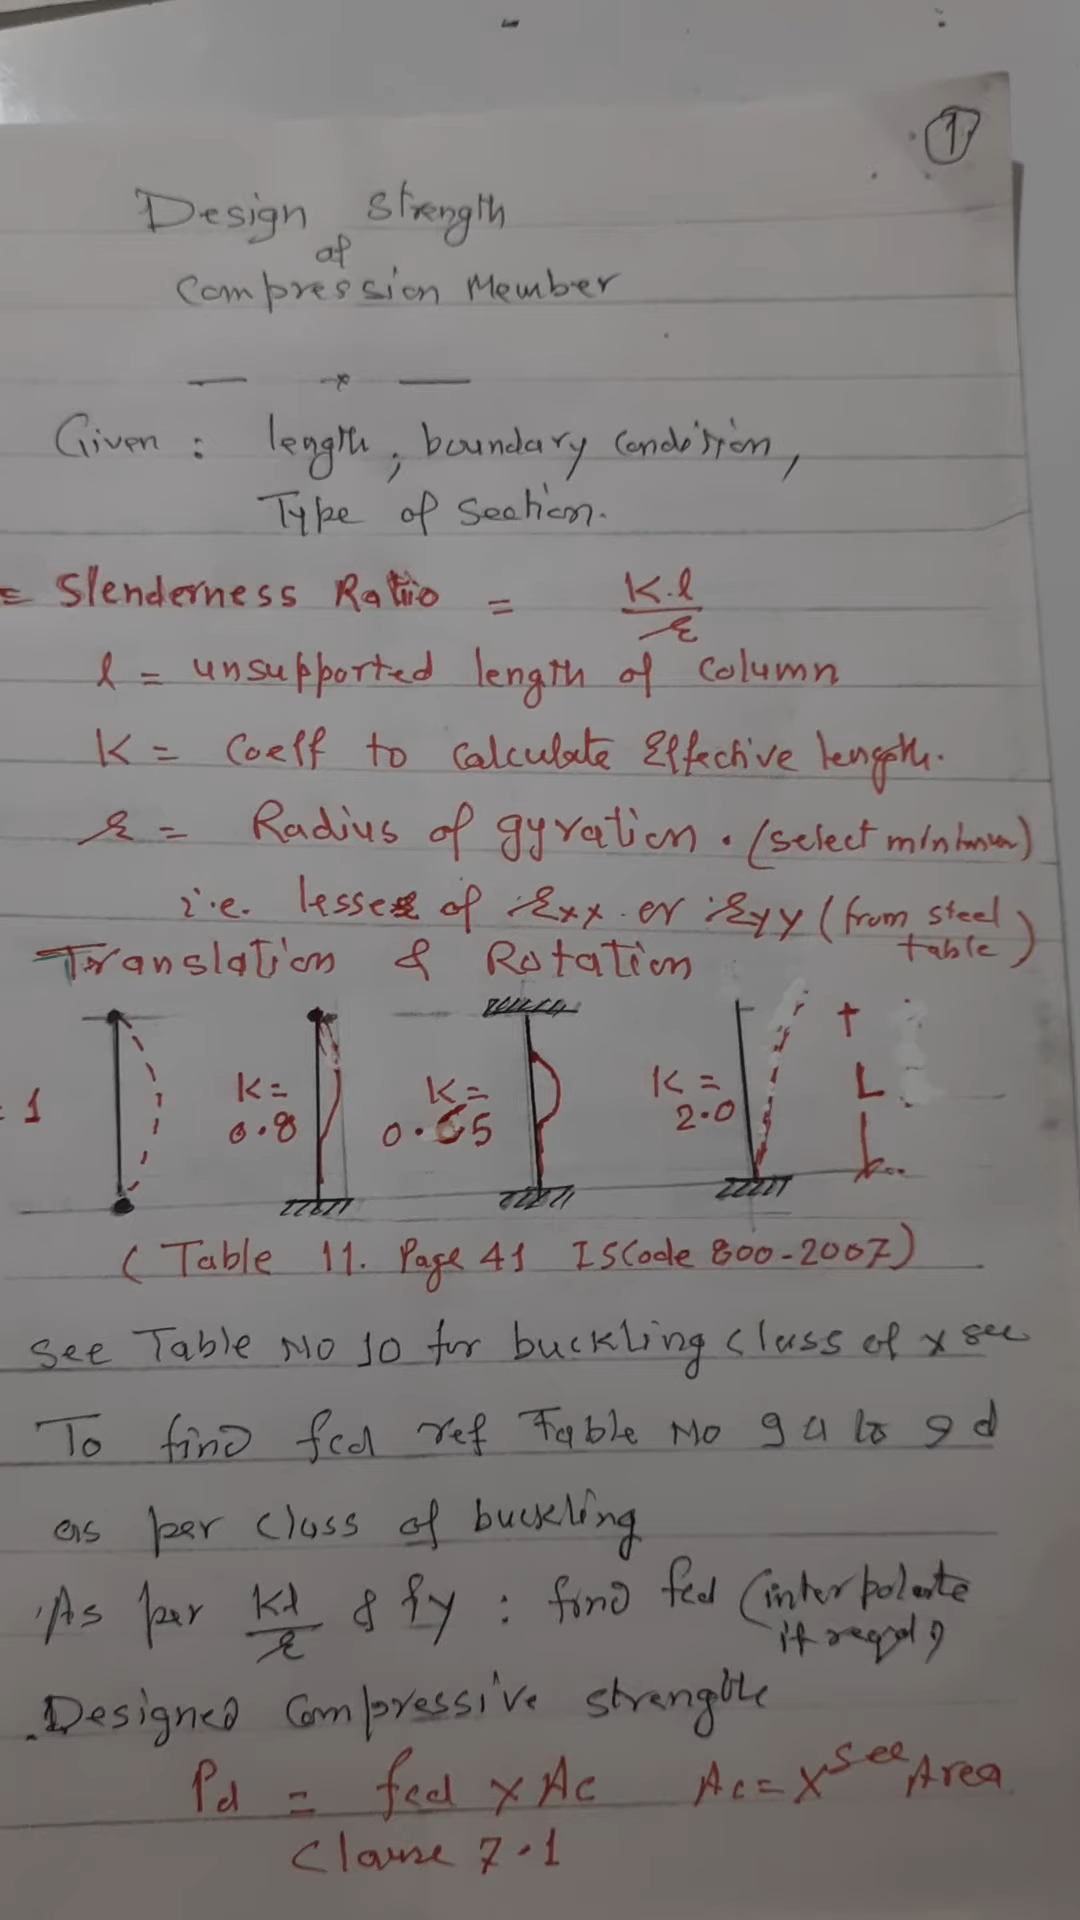 1
Design strength
of
Compression Member
Given : length, boundary condition,
Type of section.
= Slenderness Ratio = K.l / r
l = unsupported length of column
K = Coeff to calculate Effective length.
r = Radius of gyration. (select minimum)
i.e. lesser of rxx or ryy (from steel table)
Translation & Rotation
= 1
K = 0.8
K = 0.65
K = 2.0
L
(Table 11. Page 41 IS Code 800-2007)
see Table No 10 for buckling class of x sec
To find fcd ref Table No 9a to 9d
as per class of buckling
As per Kl/r & fy : find fcd (interpolate if reqd)
Designed Compressive strength
Pd = fcd x Ac Ac = x sec Area
Clause 7.1